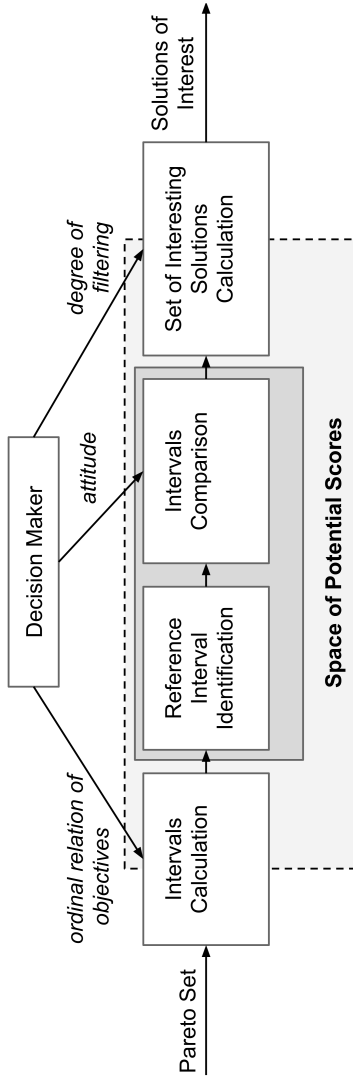 Decision Maker
ordinal relation of
objectives
attitude
degree of
filtering
Pareto Set
Intervals
Calculation
Reference
Interval
Identification
Intervals
Comparison
Set of Interesting
Solutions
Calculation
Solutions of
Interest
Space of Potential Scores